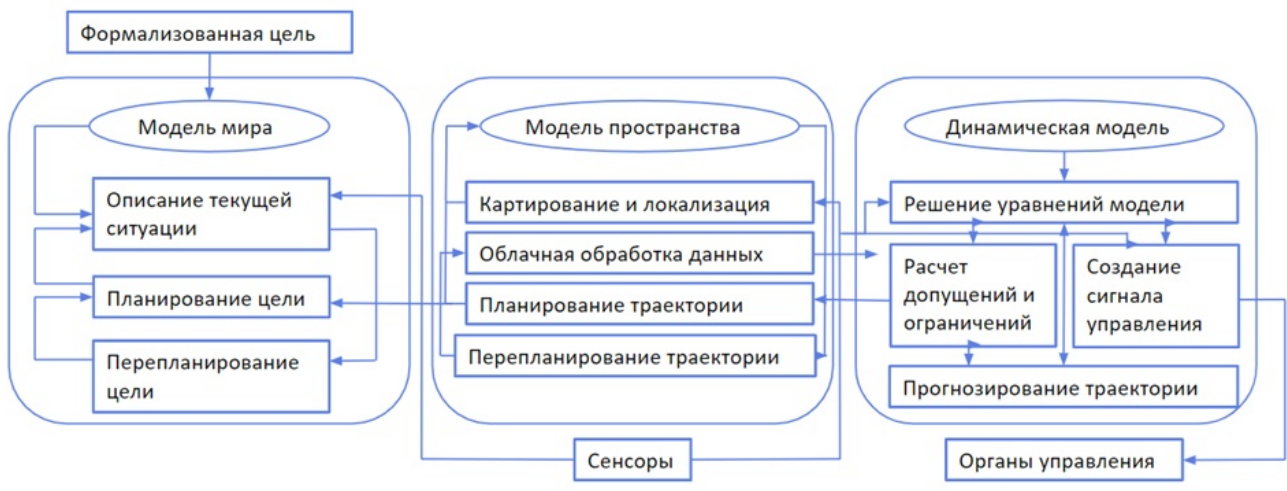 Формализованная цель
Модель мира
Описание текущей
ситуации
Планирование цели
Перепланирование
цели
Модель пространства
Картирование и локализация
Облачная обработка данных
Планирование траектории
Перепланирование траектории
Динамическая модель
Решение уравнений модели
Расчет
допущений и
ограничений
Создание
сигнала
управления
Прогнозирование траектории
Сенсоры
Органы управления